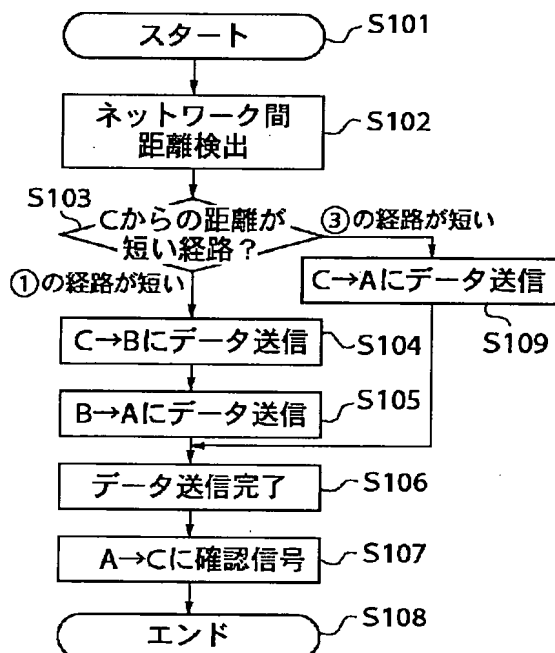 スタート
S101
ネットワーク間
距離検出
S102
S103
Cからの距離が
短い経路？
③の経路が短い
①の経路が短い
C→Aにデータ送信
S109
C→Bにデータ送信
S104
B→Aにデータ送信
S105
データ送信完了
S106
A→Cに確認信号
S107
エンド
S108